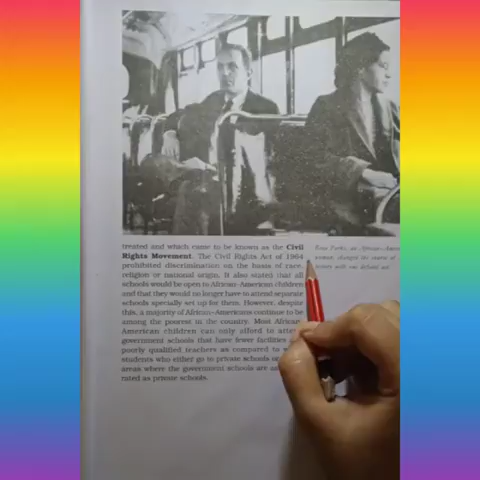 treated and which came to be known as the Civil
Rights Movement. The Civil Rights Act of 1964
prohibited discrimination on the basis of race,
religion or national origin. It also stated that all
schools would be open to African-American children
and that they would no longer have to attend separate
schools specially set up for them. However, despite
this, a majority of African-Americans continue to be
among the poorest in the country. Most African-
American children can only afford to
government schools that have fewer facilities
poorly qualified teachers as compared to
students who either go to private schools
areas where the government schools are as
rated as private schools.
Rosa Parks, an African-American
woman, changed the course of
with one defiant act